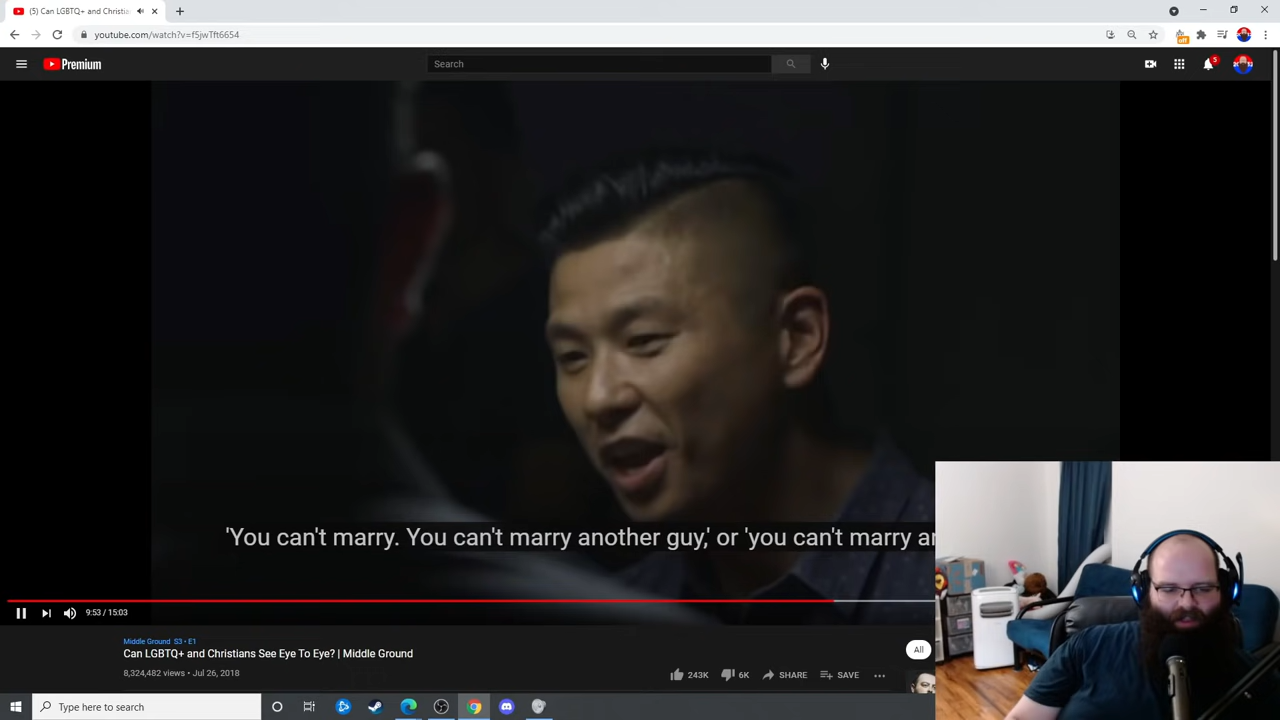 (5) Can LGBTQ+ and Christia
youtube.com/watch?v=f5jwTft6654
off
Premium
Search
5
'You can't marry. You can't marry another guy,' or 'you can't marry
9:53 / 15:03
Middle Ground S3 • E1
Can LGBTQ+ and Christians See Eye To Eye? | Middle Ground
All
8,324,482 views • Jul 26, 2018
243K
6K
SHARE
SAVE
Type here to search